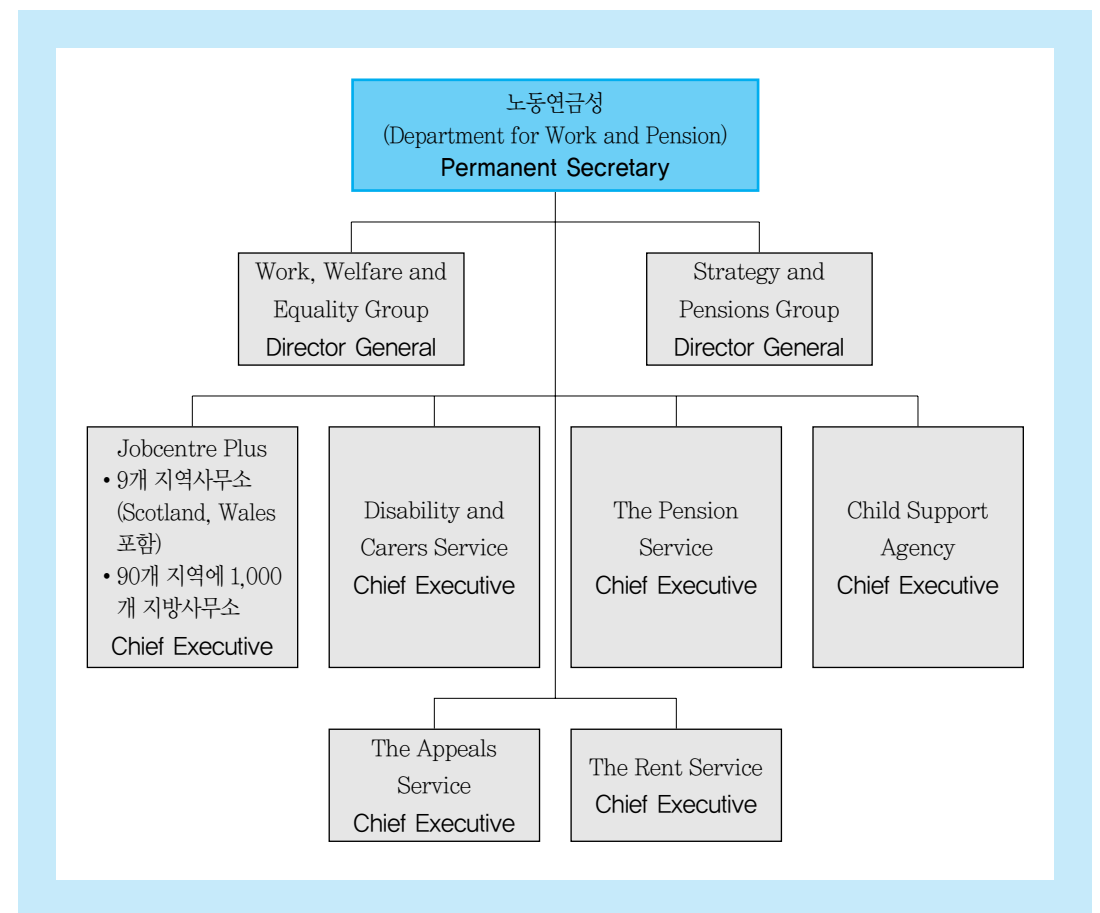 노동연금성
(Department for Work and Pension)
Permanent Secretary
Work, Welfare and
Equality Group
Director General
Strategy and
Pensions Group
Director General
Jobcentre Plus
• 9개 지역사무소
(Scotland, Wales
포함)
• 90개 지역에 1,000
개 지방사무소
Chief Executive
Disability and
Carers Service
Chief Executive
The Pension
Service
Chief Executive
Child Support
Agency
Chief Executive
The Appeals
Service
Chief Executive
The Rent Service
Chief Executive